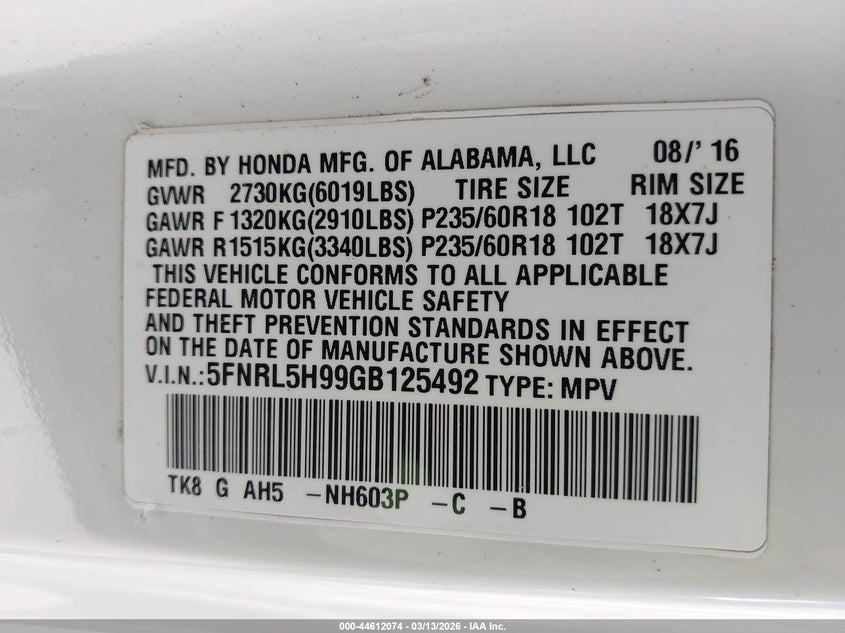 MFD. BY HONDA MFG. OF ALABAMA, LLC 08/' 16
GVWR 2730KG(6019LBS) TIRE SIZE RIM SIZE
GAWR F 1320KG(2910LBS) P235/60R18 102T 18X7J
GAWR R1515KG(3340LBS) P235/60R18 102T 18X7J
THIS VEHICLE CONFORMS TO ALL APPLICABLE
FEDERAL MOTOR VEHICLE SAFETY
AND THEFT PREVENTION STANDARDS IN EFFECT
ON THE DATE OF MANUFACTURE SHOWN ABOVE.
V.I.N.:5FNRL5H99GB125492 TYPE: MPV
TK8 G AH5 -NH603P -C -B
000-44612074 | 03/13/2026 - IAA Inc.